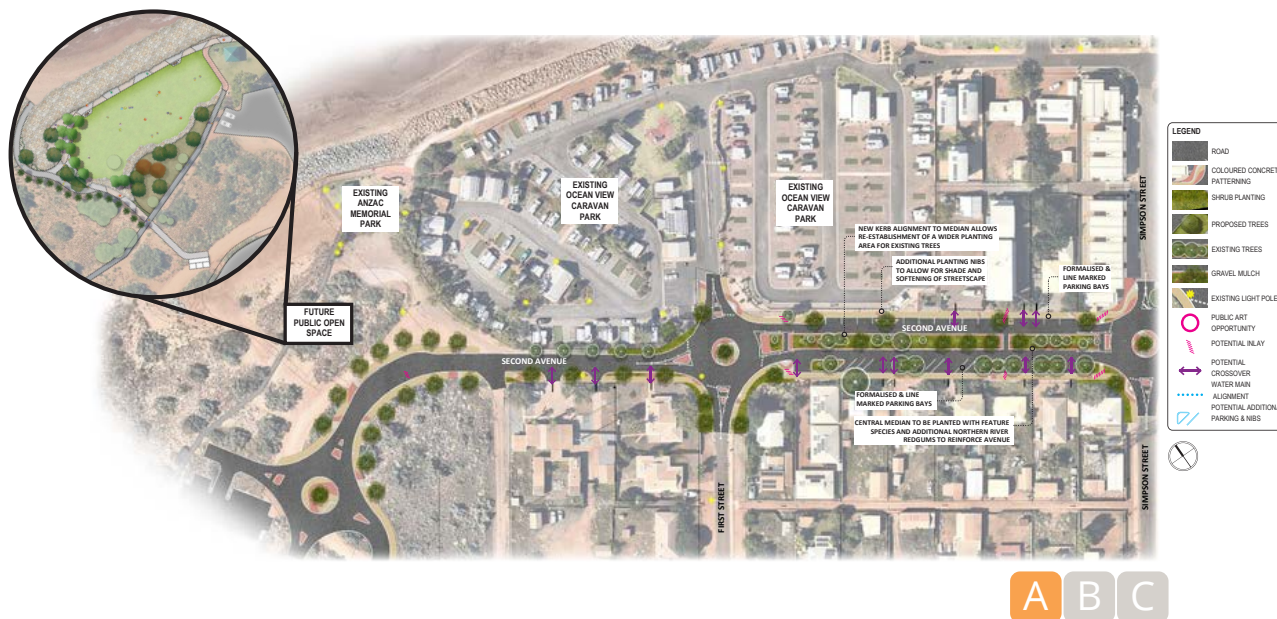 EXISTING
ANZAC
MEMORIAL
PARK
EXISTING
OCEAN VIEW
CARAVAN
PARK
EXISTING
OCEAN VIEW
CARAVAN
PARK
NEW KERB ALIGNMENT TO MEDIAN ALLOWS
RE-ESTABLISHMENT OF A WIDER PLANTING
AREA FOR EXISTING TREES
ADDITIONAL PLANTING NIBS
TO ALLOW FOR SHADE AND
SOFTENING OF STREETSCAPE
FORMALISED &
LINE MARKED
PARKING BAYS
SIMPSON STREET
FUTURE
PUBLIC OPEN
SPACE
SECOND AVENUE
SECOND AVENUE
FORMALISED & LINE
MARKED PARKING BAYS
CENTRAL MEDIAN TO BE PLANTED WITH FEATURE
SPECIES AND ADDITIONAL NORTHERN RIVER
REDGUMS TO REINFORCE AVENUE
FIRST STREET
SIMPSON STREET
LEGEND
ROAD
COLOURED CONCRET
PATTERNING
SHRUB PLANTING
PROPOSED TREES
EXISTING TREES
GRAVEL MULCH
EXISTING LIGHT POLE
PUBLIC ART
OPPORTUNITY
POTENTIAL INLAY
POTENTIAL
CROSSOVER
WATER MAIN
ALIGNMENT
POTENTIAL ADDITIONA
PARKING & NIBS
A B C